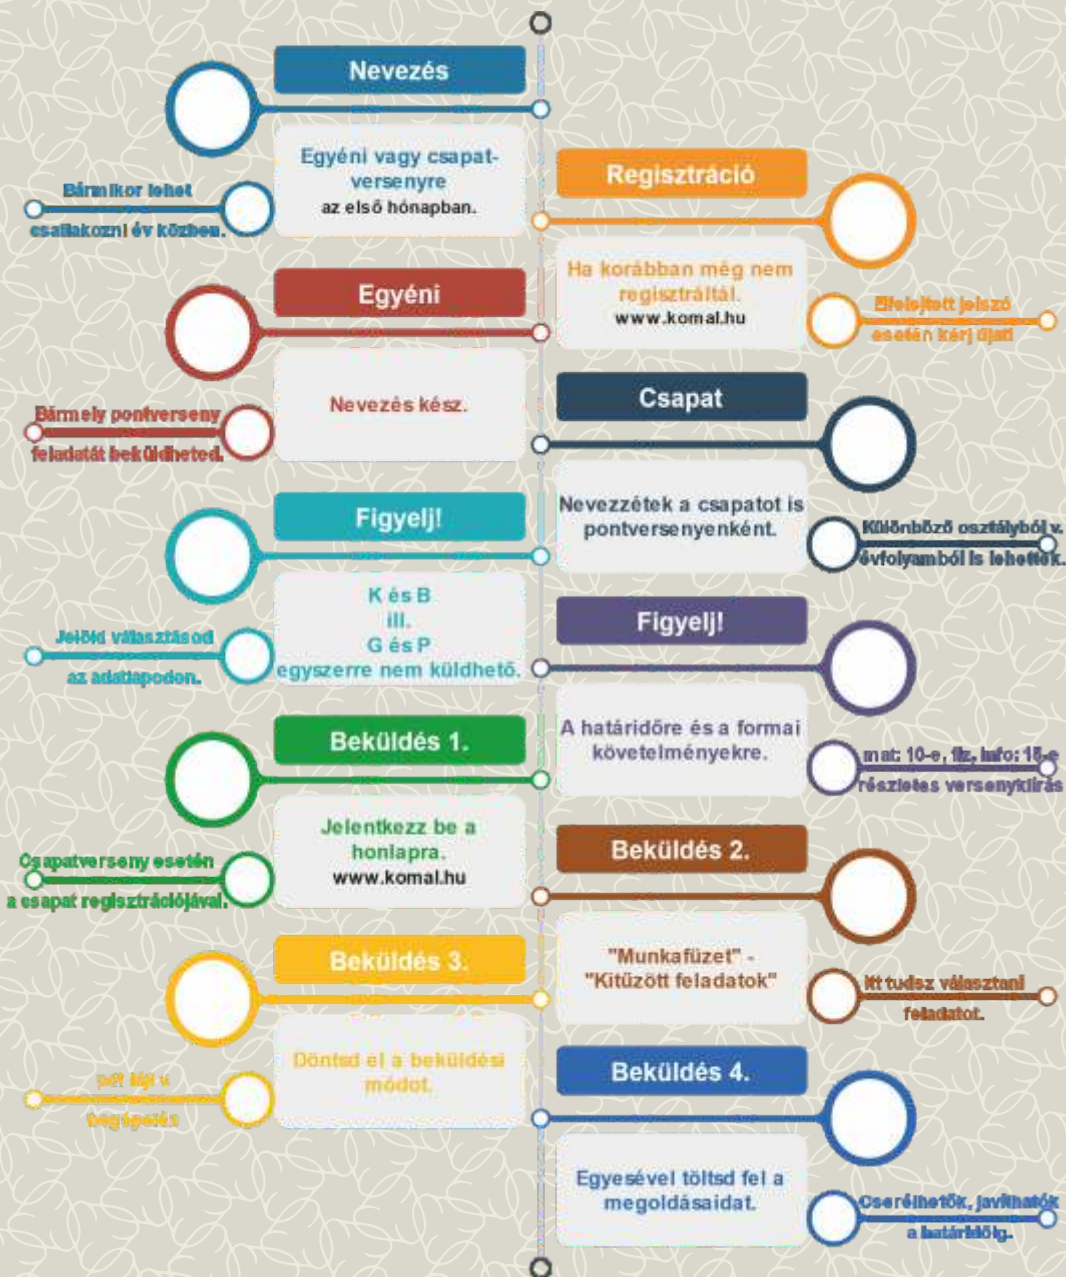 Nevezés
Egyéni vagy csapat-
versenyre
az első hónapban.
Bármikor lehet
csatlakozni év közben.
Regisztráció
Ha korábban még nem
regisztráltál.
www.komal.hu
Elfelejtett jelszó
esetén kérj újat!
Egyéni
Nevezés kész.
Bármely pontverseny
feladatát beküldheted.
Csapat
Nevezzétek a csapatot is
pontversenyenként.
Különböző osztályból v.
évfolyamból is lehettek.
Figyelj!
K és B
ill.
G és P
egyszerre nem küldhető.
Jelöld választásod
az adatlapodon.
Figyelj!
A határidőre és a formai
követelményekre.
mat: 10-e, fiz, info: 15-e
részletes versenykiírás
Beküldés 1.
Jelentkezz be a
honlapra.
www.komal.hu
Csapatverseny esetén
a csapat regisztrációjával.
Beküldés 2.
"Munkafüzet" -
"Kitűzött feladatok"
Itt tudsz választani
feladatot.
Beküldés 3.
Döntsd el a beküldési
módot.
pdf fájl v.
begépelés
Beküldés 4.
Egyesével töltsd fel a
megoldásaidat.
Cserélhetők, javíthatók
a határidőig.